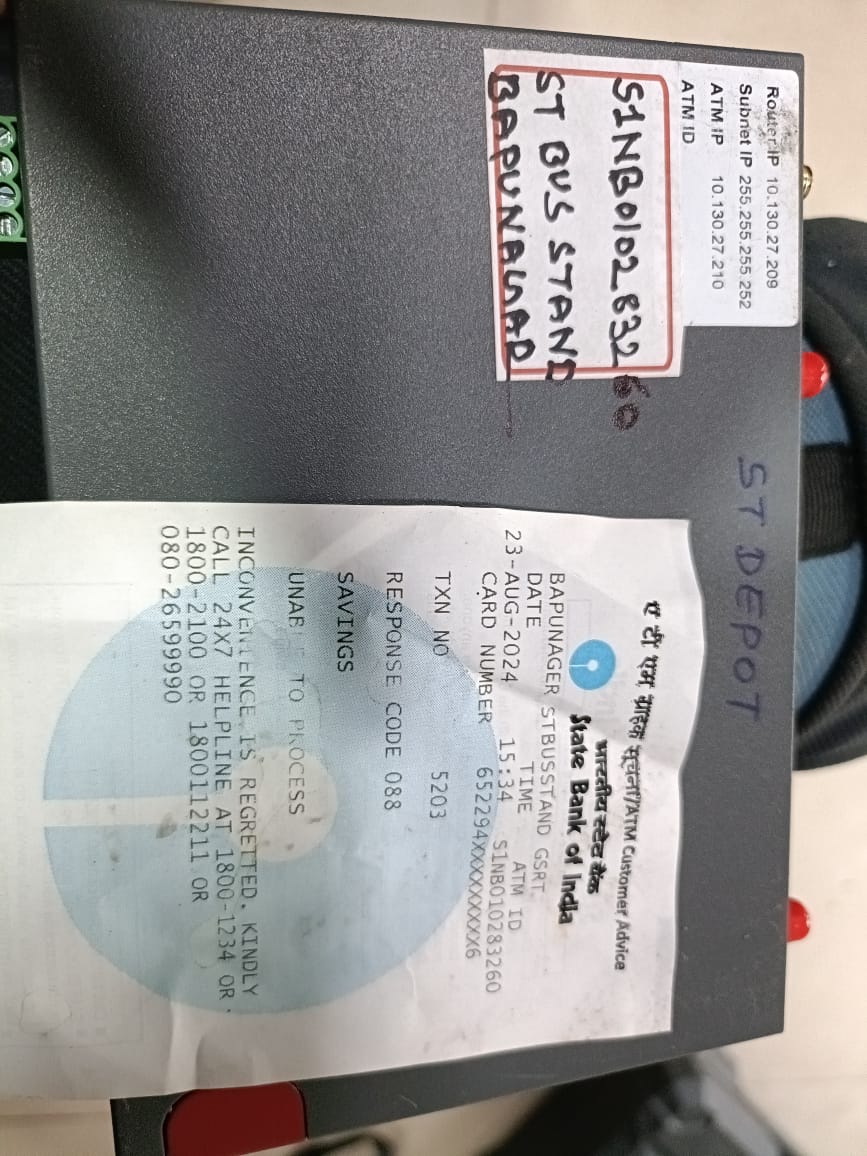 Router IP 10.130.27.209
Subnet IP 255.255.255.252
ATM IP 10.130.27.210
ATM ID
S1NB010283260
ST BUS STAND
BAPUNAGAR
ST DEPOT
ए टी एम ग्राहक सूचना/ATM Customer Advice
भारतीय स्टेट बैंक
State Bank of India
BAPUNAGER STBUSSTAND GSRT
DATE TIME ATM ID
23-AUG-2024 15:34 S1NB010283260
CARD NUMBER 652294XXXXXXXXX6
TXN NO 5203
RESPONSE CODE 088
SAVINGS
UNABLE TO PROCESS
INCONVENIENCE IS REGRETTED. KINDLY
CALL 24X7 HELPLINE AT 1800-1234 OR
1800-2100 OR 1800112211 OR
080-26599990